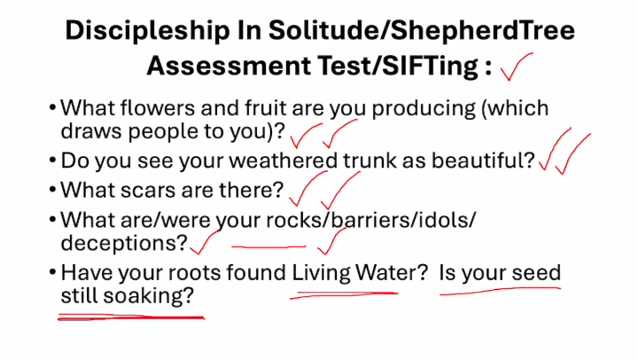 Discipleship In Solitude/ShepherdTree
Assessment Test/SIFTing :
• What flowers and fruit are you producing (which
draws people to you)?
• Do you see your weathered trunk as beautiful?
• What scars are there?
• What are/were your rocks/barriers/idols/
deceptions?
• Have your roots found Living Water? Is your seed
still soaking?